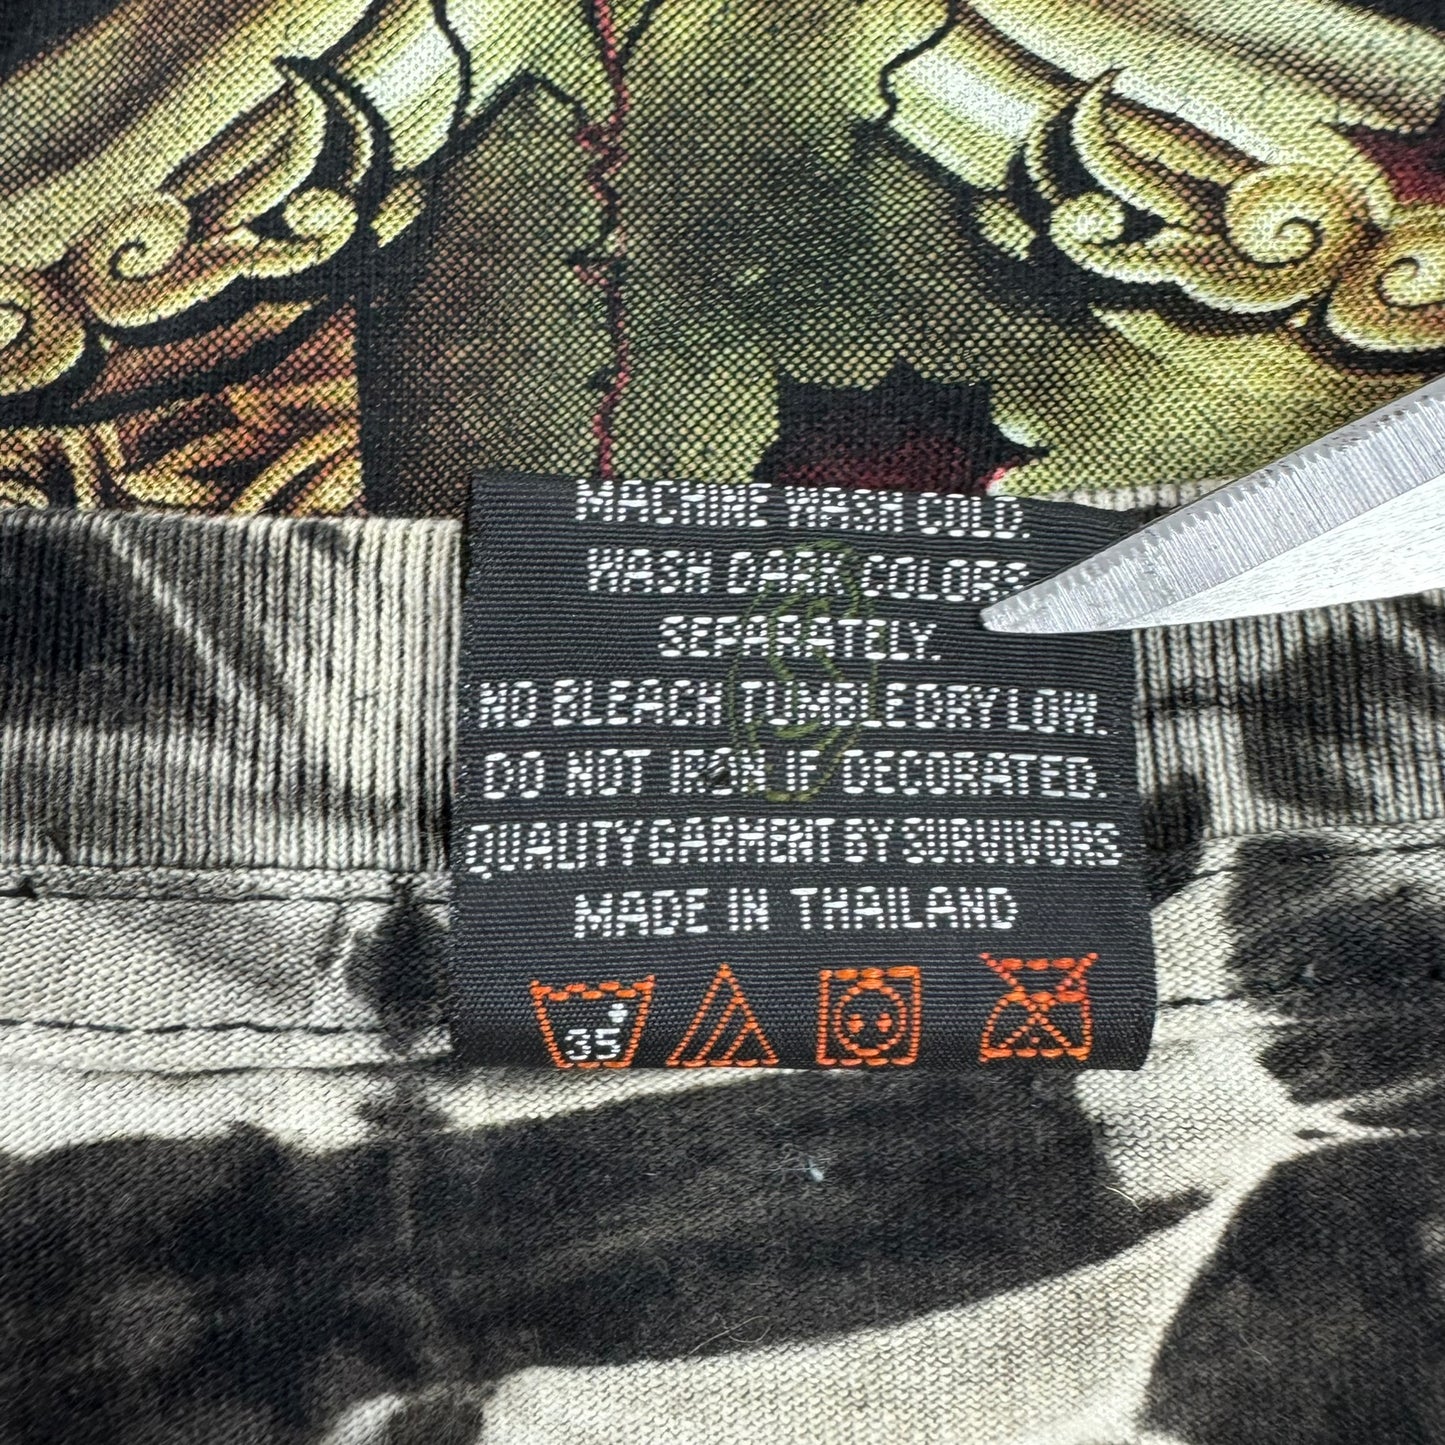 MACHINE WASH COLD.
WASH DARK COLORS
SEPARATELY.
NO BLEACH TUMBLE DRY LOW.
DO NOT IRON IF DECORATED.
QUALITY GARMENT BY SURVIVORS
MADE IN THAILAND
35°